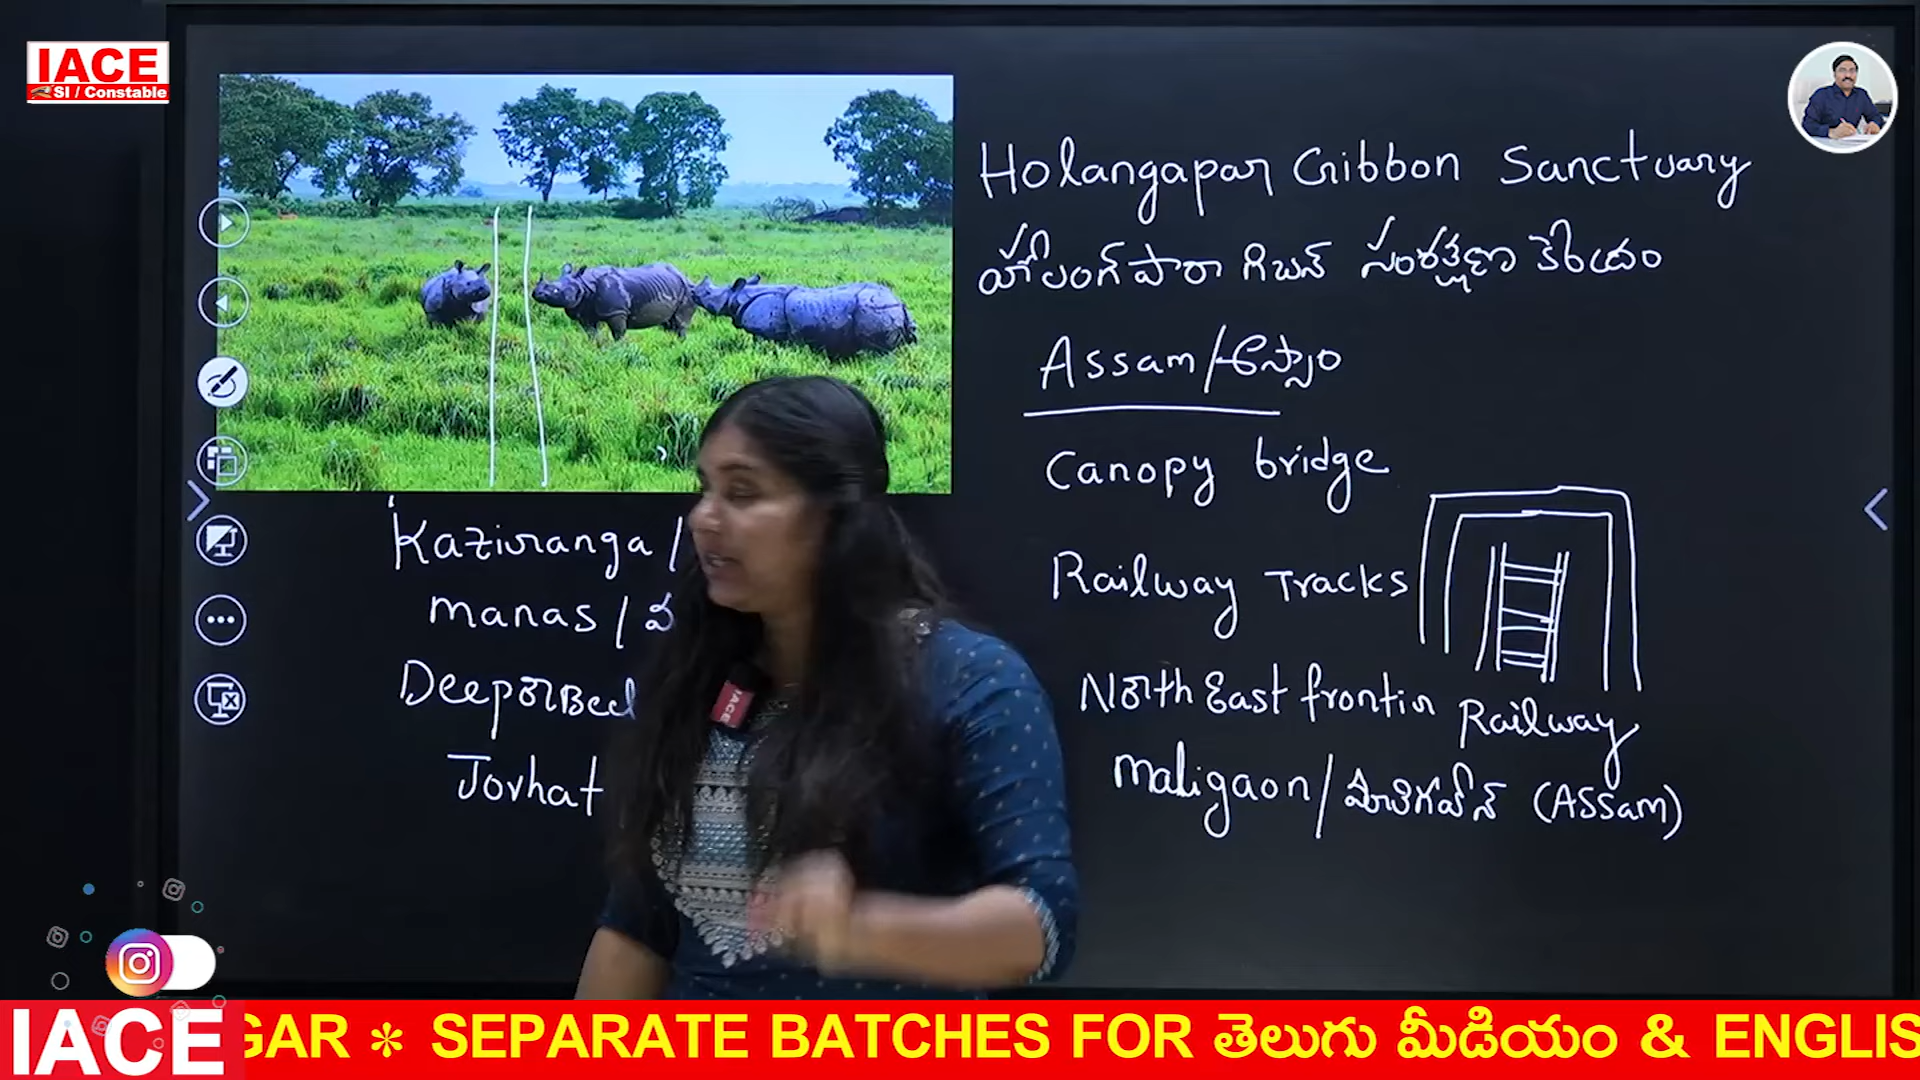 IACE
SI / Constable
Holangapar Gibbon Sanctuary
హోలంగ్ పారా గిబన్ సంరక్షణా కేంద్రం
Assam/అస్సాం
Canopy bridge
Railway Tracks
North East frontier Railway
Maligaon/మాలిగావ్ (Assam)
Kaziranga /
manas /
DeeporBeel
Jorhat
IACE
GAR * SEPARATE BATCHES FOR తెలుగు మీడియం & ENGLIS